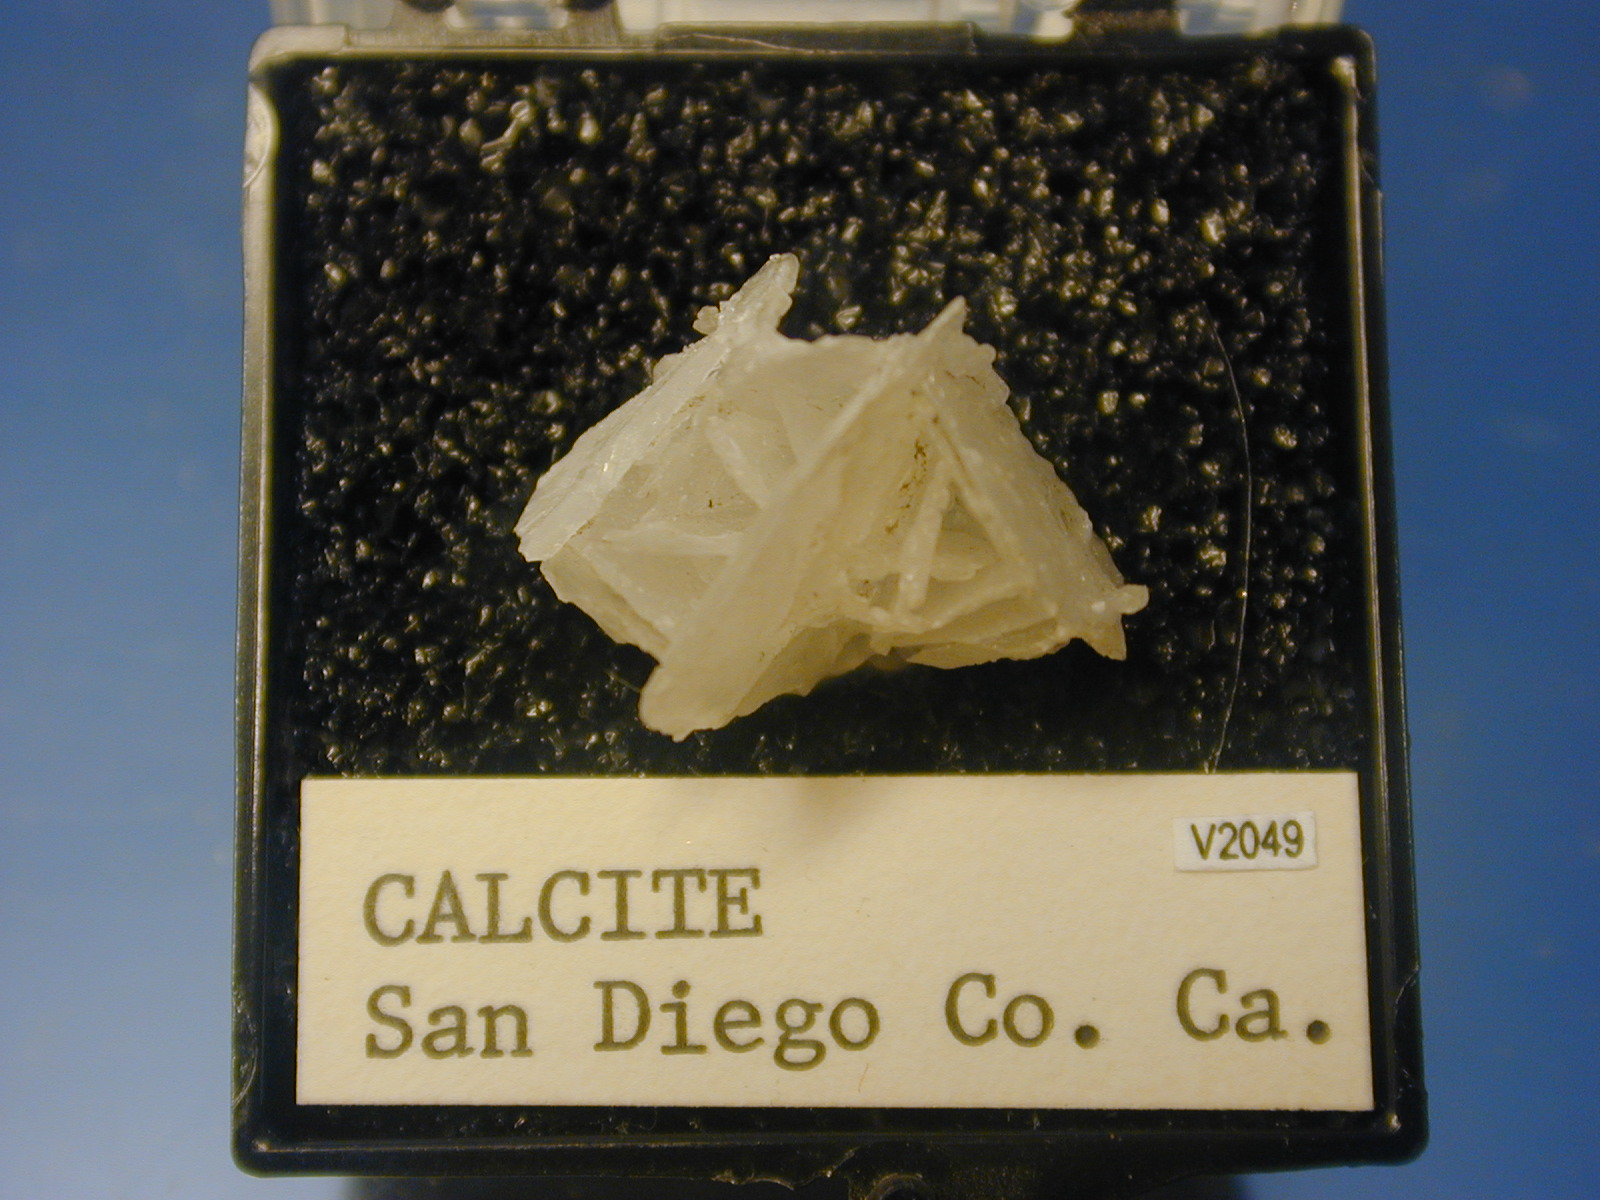 V2049
CALCITE
San Diego Co. Ca.